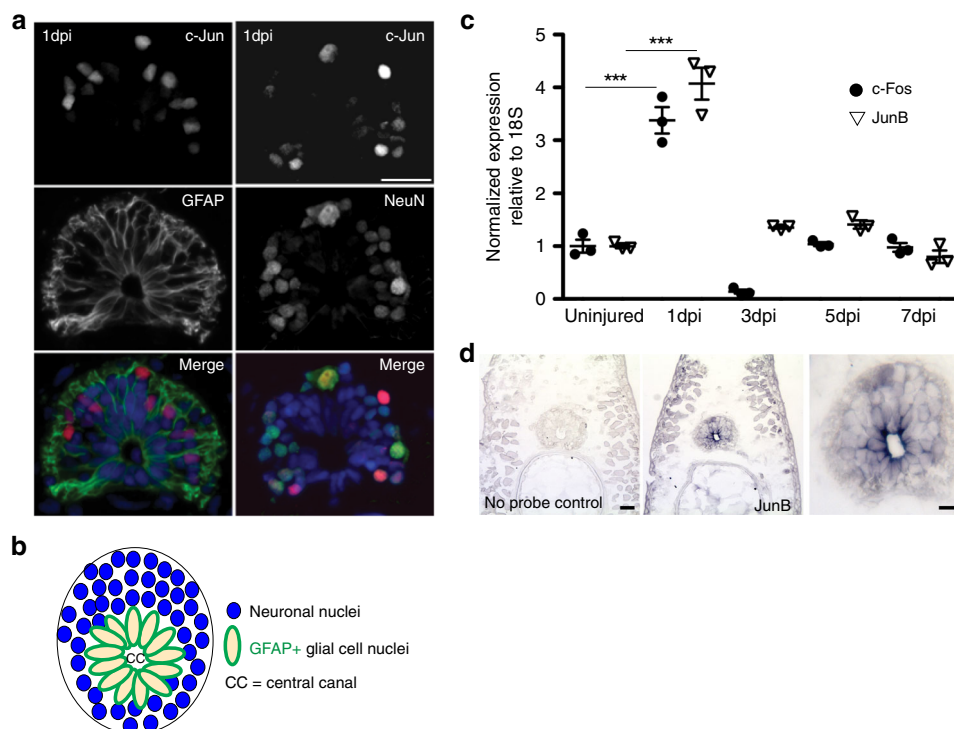 a
1dpi c-Jun
1dpi c-Jun
GFAP
NeuN
Merge
Merge
b
CC
Neuronal nuclei
GFAP+ glial cell nuclei
CC = central canal
c
Normalized expression
relative to 18S
5
4
3
2
1
0
***
***
c-Fos
JunB
Uninjured 1dpi 3dpi 5dpi 7dpi
d
No probe control
JunB